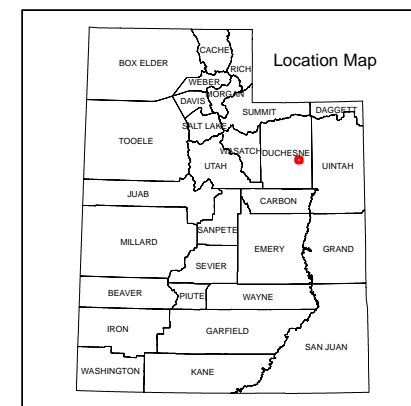 Location Map
CACHE
BOX ELDER
RICH
WEBER
MORGAN
DAVIS
SUMMIT
DAGGETT
SALT LAKE
TOOELE
WASATCH
DUCHESNE
UTAH
UINTAH
JUAB
CARBON
SANPETE
MILLARD
EMERY
GRAND
SEVIER
BEAVER
PIUTE
WAYNE
IRON
GARFIELD
SAN JUAN
WASHINGTON
KANE